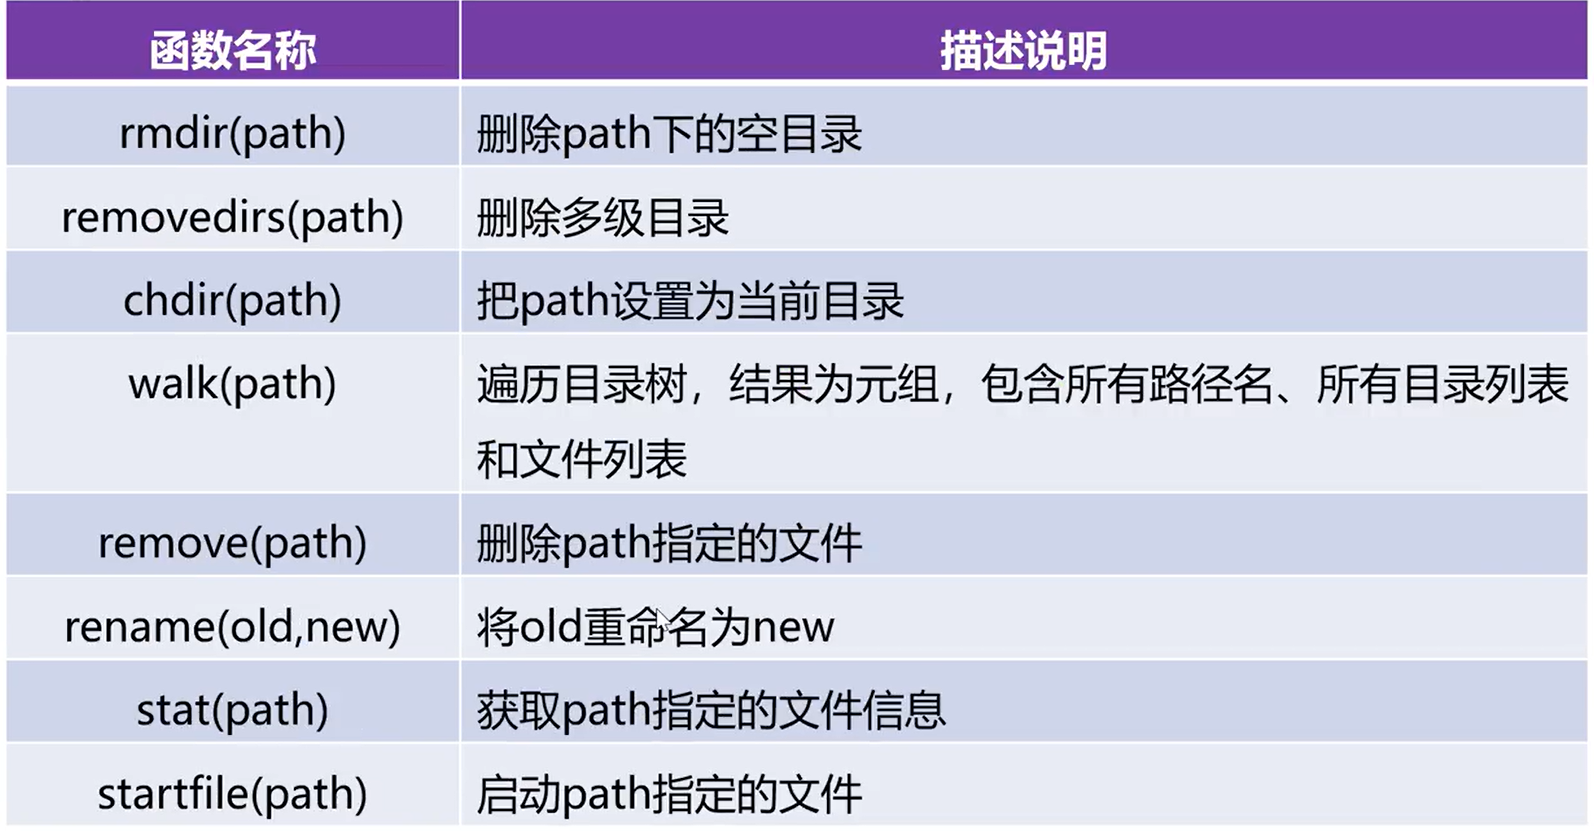 函数名称 描述说明
rmdir(path) 删除path下的空目录
removedirs(path) 删除多级目录
chdir(path) 把path设置为当前目录
walk(path) 遍历目录树，结果为元组，包含所有路径名、所有目录列表
和文件列表
remove(path) 删除path指定的文件
rename(old,new) 将old重命名为new
stat(path) 获取path指定的文件信息
startfile(path) 启动path指定的文件